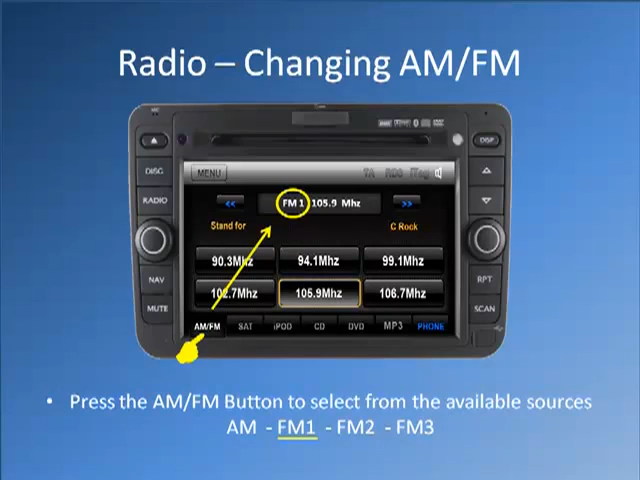 Radio – Changing AM/FM
DISP
DISC
MENU
TA RDS iTag
RADIO
<< FM 1 105.9 Mhz >>
Stand for C Rock
90.3Mhz 94.1Mhz 99.1Mhz
NAV RPT
102.7Mhz 105.9Mhz 106.7Mhz
MUTE SCAN
AM/FM SAT iPOD CD DVD MP3 PHONE
• Press the AM/FM Button to select from the available sources
AM - FM1 - FM2 - FM3